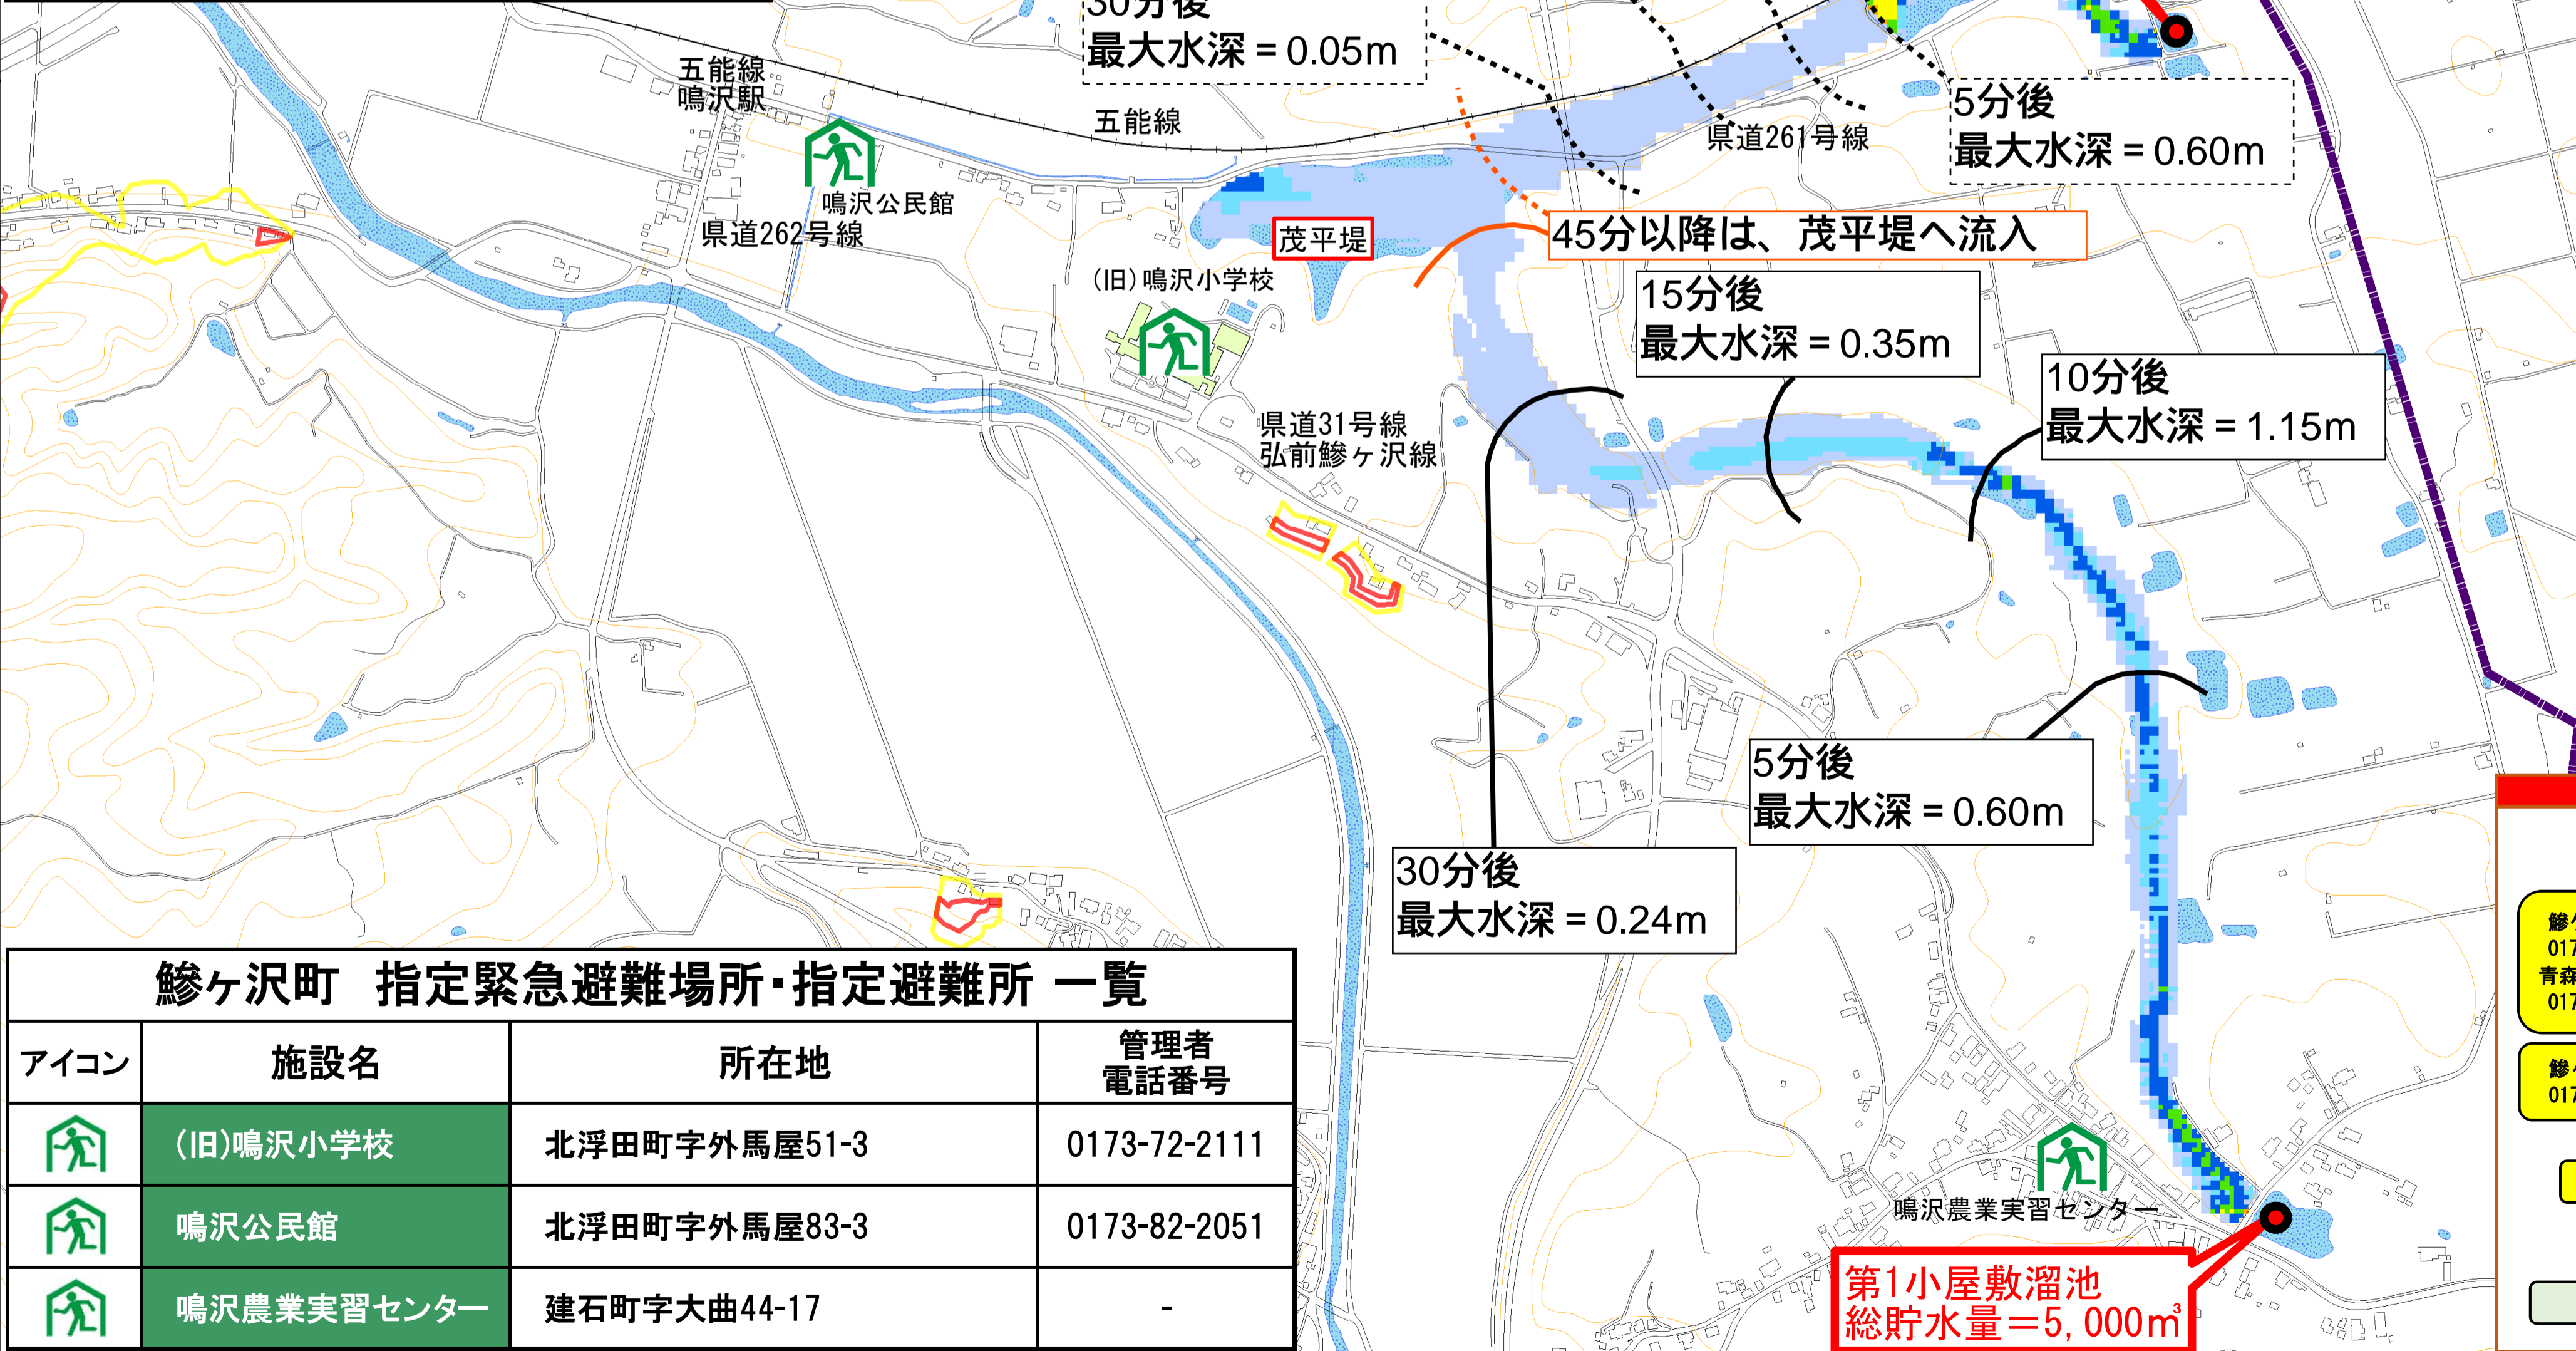 30分後
最大水深 = 0.05m
五能線
鳴沢駅
五能線
県道261号線
5分後
最大水深 = 0.60m
鳴沢公民館
県道262号線
茂平堤
45分以降は、茂平堤へ流入
(旧)鳴沢小学校
15分後
最大水深 = 0.35m
10分後
最大水深 = 1.15m
県道31号線
弘前鰺ヶ沢線
5分後
最大水深 = 0.60m
30分後
最大水深 = 0.24m
鰺ヶ沢町 指定緊急避難場所・指定避難所 一覧
アイコン 施設名 所在地 管理者
電話番号
(旧)鳴沢小学校 北浮田町字外馬屋51-3 0173-72-2111
鳴沢公民館 北浮田町字外馬屋83-3 0173-82-2051
鳴沢農業実習センター 建石町字大曲44-17 -
鳴沢農業実習センター
第1小屋敷溜池
総貯水量＝5,000㎥
017
青森
017
017